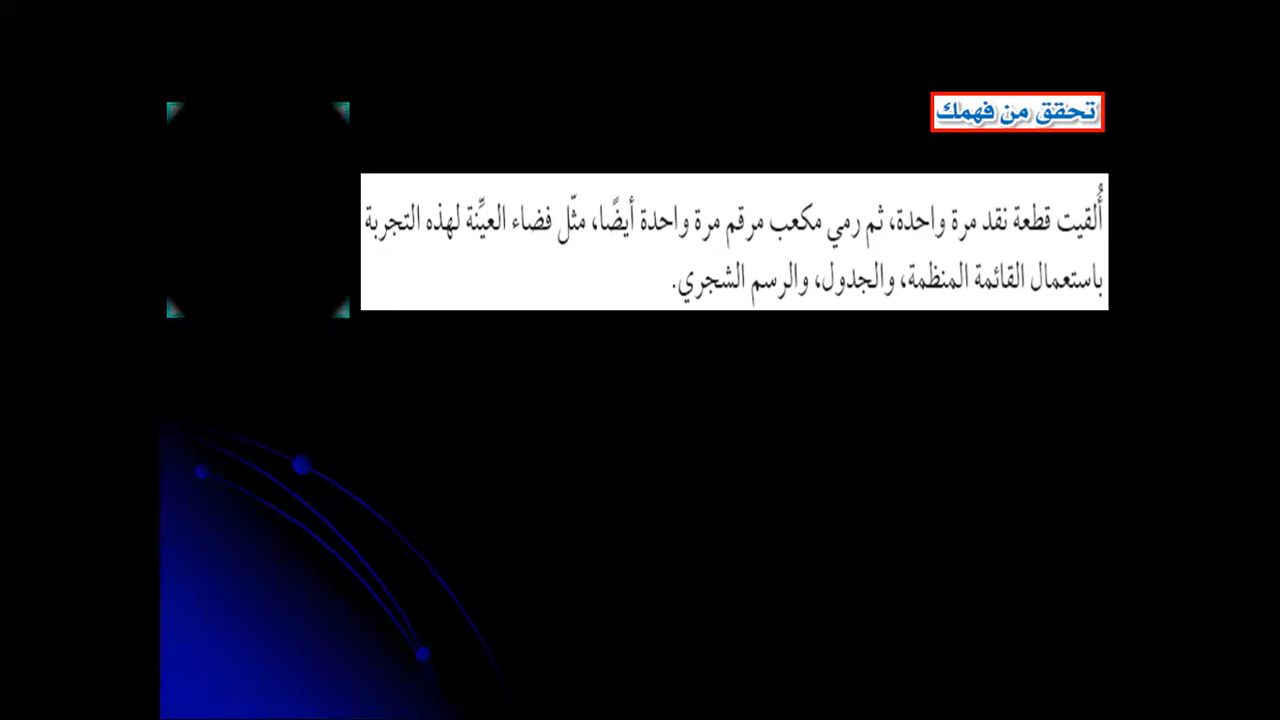 تحقق من فهمك
أُلقيت قطعة نقد مرة واحدة، ثم رمي مكعب مرقم مرة واحدة أيضًا، مثّل فضاء العيِّنة لهذه التجربة
باستعمال القائمة المنظمة، والجدول، والرسم الشجري.